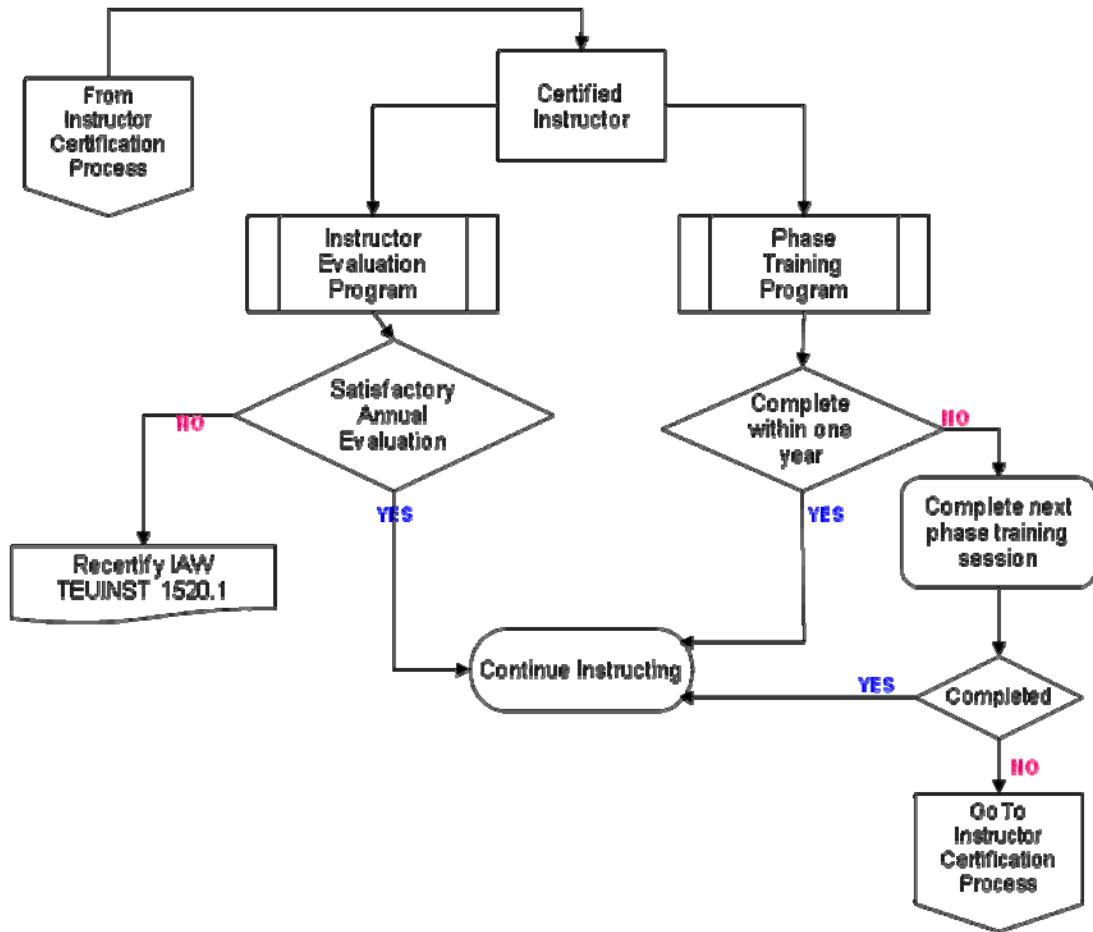 From
Instructor
Certification
Process
Certified
Instructor
Instructor
Evaluation
Program
Phase
Training
Program
Satisfactory
Annual
Evaluation
NO
YES
Complete
within one
year
NO
YES
Complete next
phase training
session
Recertify IAW
TEUINST 1520.1
Continue Instructing
YES
Completed
NO
Go To
Instructor
Certification
Process